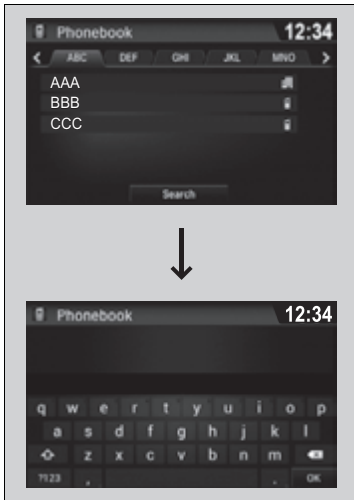 Phonebook 12:34
ABC DEF GHI JKL MNO
AAA
BBB
CCC
Search
Phonebook 12:34
q w e r t y u i o p
a s d f g h j k l
z x c v b n m
?123 , . OK